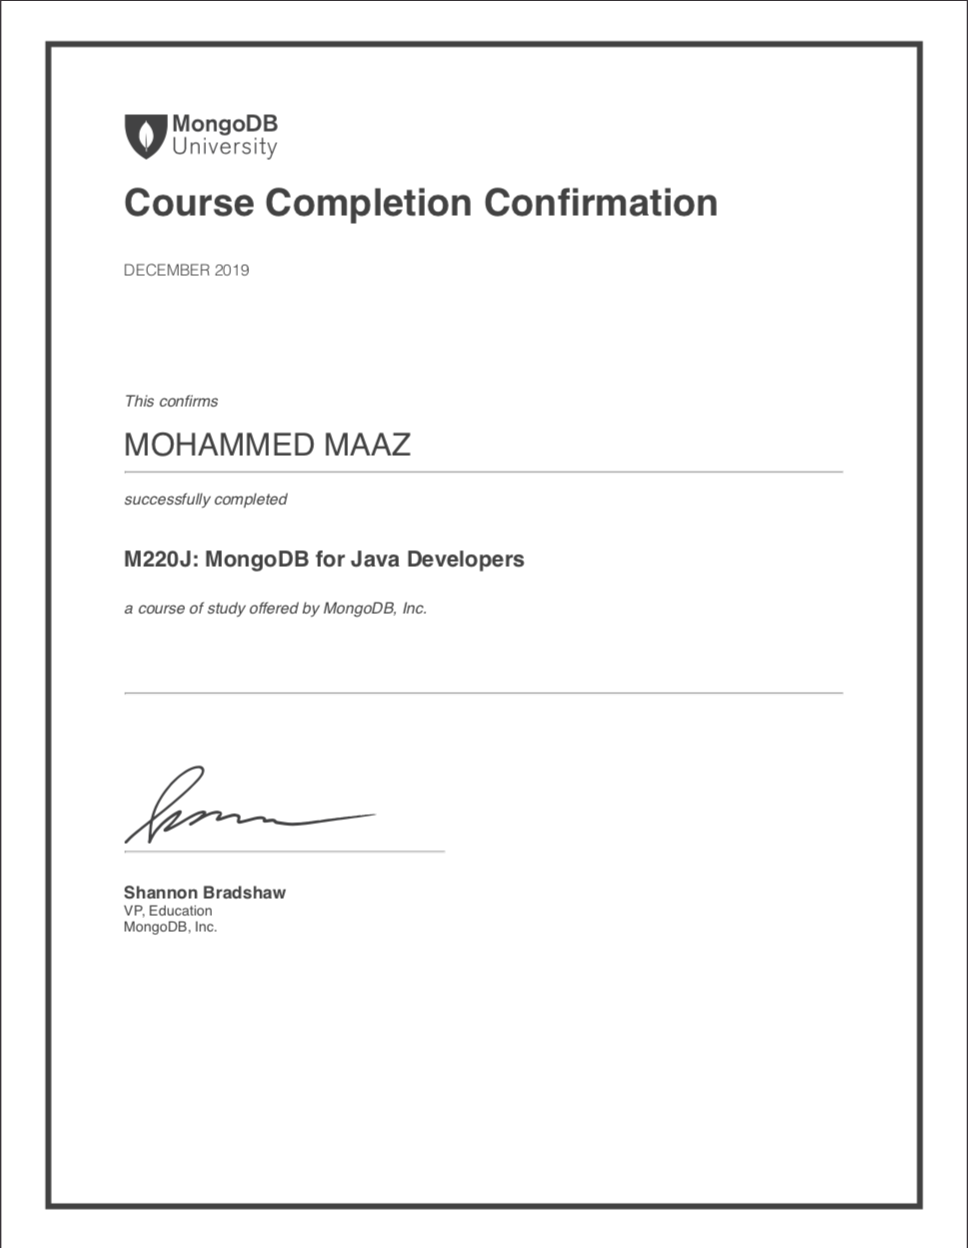 MongoDB
University
Course Completion Confirmation
DECEMBER 2019
This confirms
MOHAMMED MAAZ
successfully completed
M220J: MongoDB for Java Developers
a course of study offered by MongoDB, Inc.
Shannon Bradshaw
VP, Education
MongoDB, Inc.